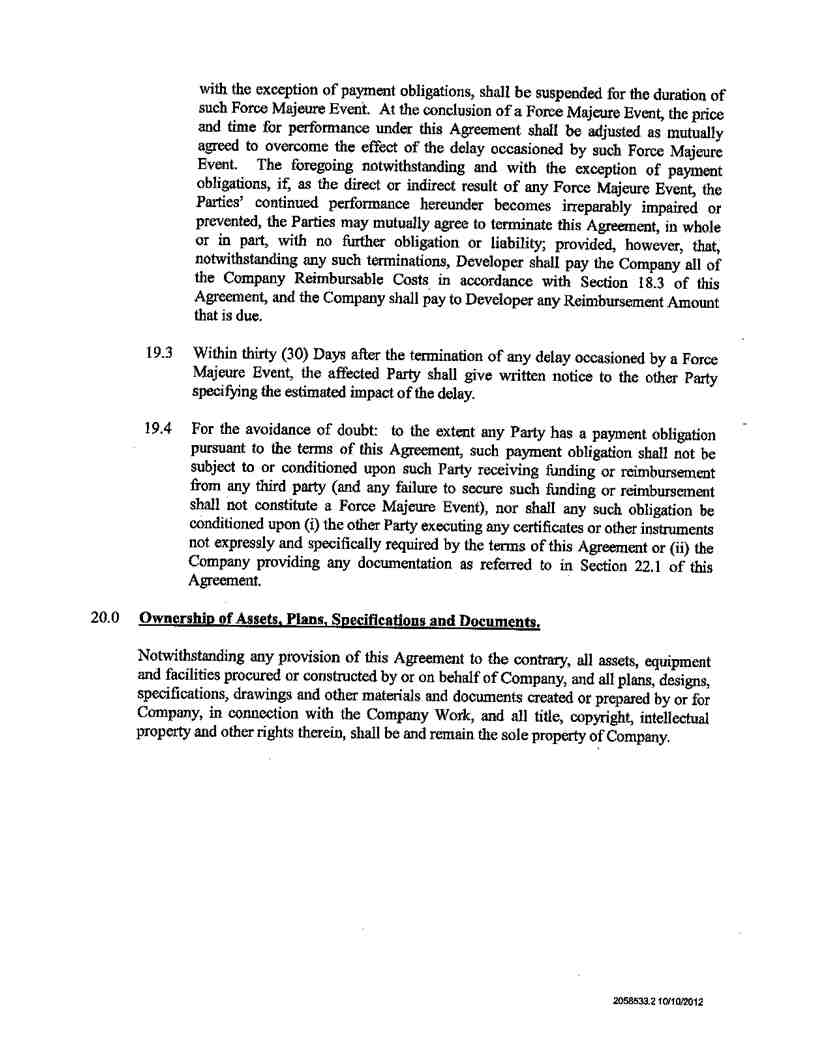 with the exception of payment obligations, shall be suspended for the duration of
such Force Majeure Event. At the conclusion of a Force Majeure Event, the price
and time for performance under this Agreement shall be adjusted as mutually
agreed to overcome the effect of the delay occasioned by such Force Majeure
Event. The foregoing notwithstanding and with the exception of payment
obligations, if, as the direct or indirect result of any Force Majeure Event, the
Parties' continued performance hereunder becomes irreparably impaired or
prevented, the Parties may mutually agree to terminate this Agreement, in whole
or in part, with no further obligation or liability; provided, however, that,
notwithstanding any such terminations, Developer shall pay the Company all of
the Company Reimbursable Costs in accordance with Section 18.3 of this
Agreement, and the Company shall pay to Developer any Reimbursement Amount
that is due.
19.3 Within thirty (30) Days after the termination of any delay occasioned by a Force
Majeure Event, the affected Party shall give written notice to the other Party
specifying the estimated impact of the delay.
19.4 For the avoidance of doubt: to the extent any Party has a payment obligation
pursuant to the terms of this Agreement, such payment obligation shall not be
subject to or conditioned upon such Party receiving funding or reimbursement
from any third party (and any failure to secure such funding or reimbursement
shall not constitute a Force Majeure Event), nor shall any such obligation be
conditioned upon (i) the other Party executing any certificates or other instruments
not expressly and specifically required by the terms of this Agreement or (ii) the
Company providing any documentation as referred to in Section 22.1 of this
Agreement.
20.0 Ownership of Assets, Plans, Specifications and Documents.
Notwithstanding any provision of this Agreement to the contrary, all assets, equipment
and facilities procured or constructed by or on behalf of Company, and all plans, designs,
specifications, drawings and other materials and documents created or prepared by or for
Company, in connection with the Company Work, and all title, copyright, intellectual
property and other rights therein, shall be and remain the sole property of Company.
2058533.2 10/10/2012